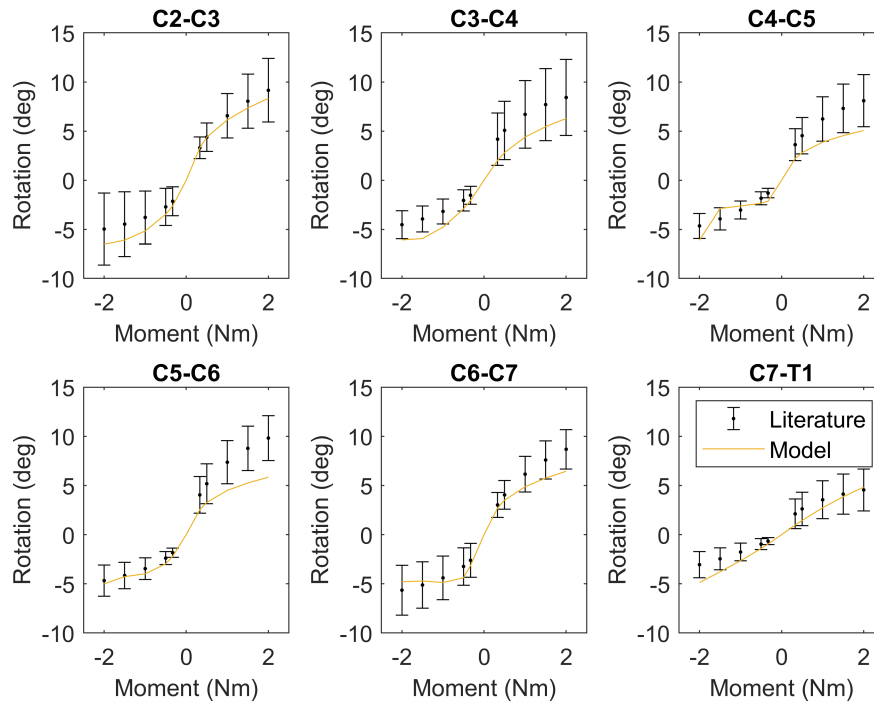 C2-C3
C3-C4
C4-C5
15
10
5
0
-5
-10
Rotation (deg)
-2 0 2
Moment (Nm)
15
10
5
0
-5
-10
Rotation (deg)
-2 0 2
Moment (Nm)
15
10
5
0
-5
-10
Rotation (deg)
-2 0 2
Moment (Nm)
C5-C6
C6-C7
C7-T1
15
10
5
0
-5
-10
Rotation (deg)
-2 0 2
Moment (Nm)
15
10
5
0
-5
-10
Rotation (deg)
-2 0 2
Moment (Nm)
15
10
5
0
-5
-10
Rotation (deg)
-2 0 2
Moment (Nm)
Literature
Model